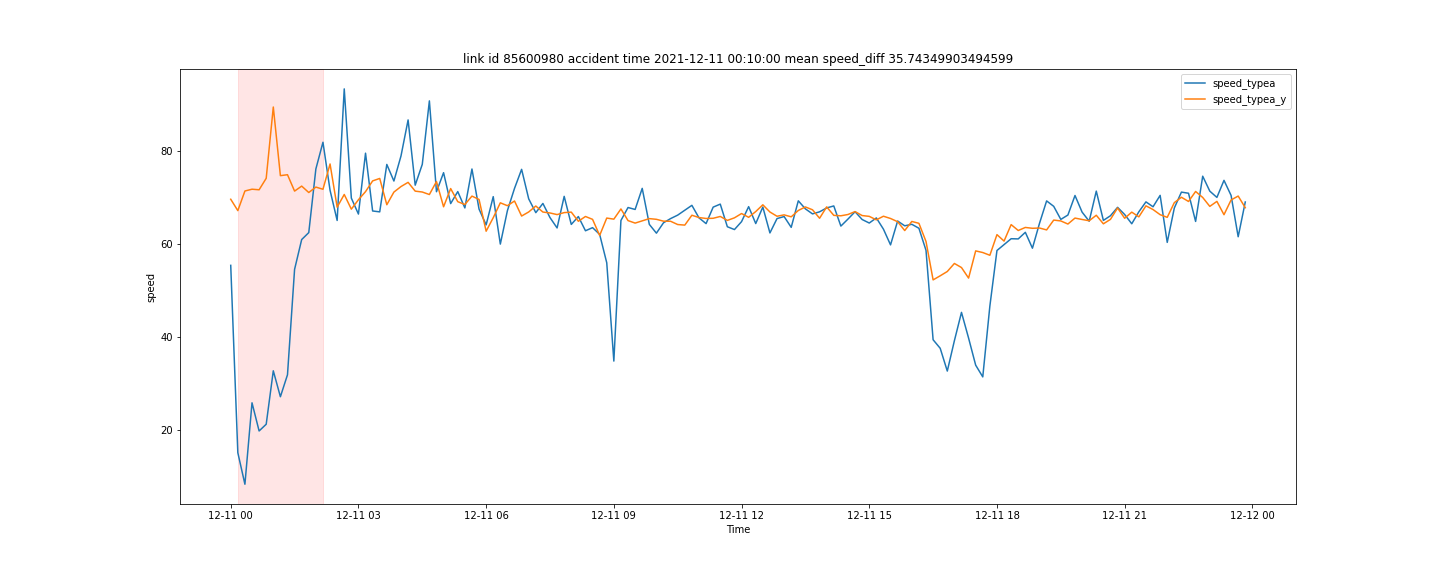 link id 85600980 accident time 2021-12-11 00:10:00 mean speed_diff 35.74349903494599
speed_typea
speed_typea_y
80
60
40
20
speed
12-11 00
12-11 03
12-11 06
12-11 09
12-11 12
12-11 15
12-11 18
12-11 21
12-12 00
Time